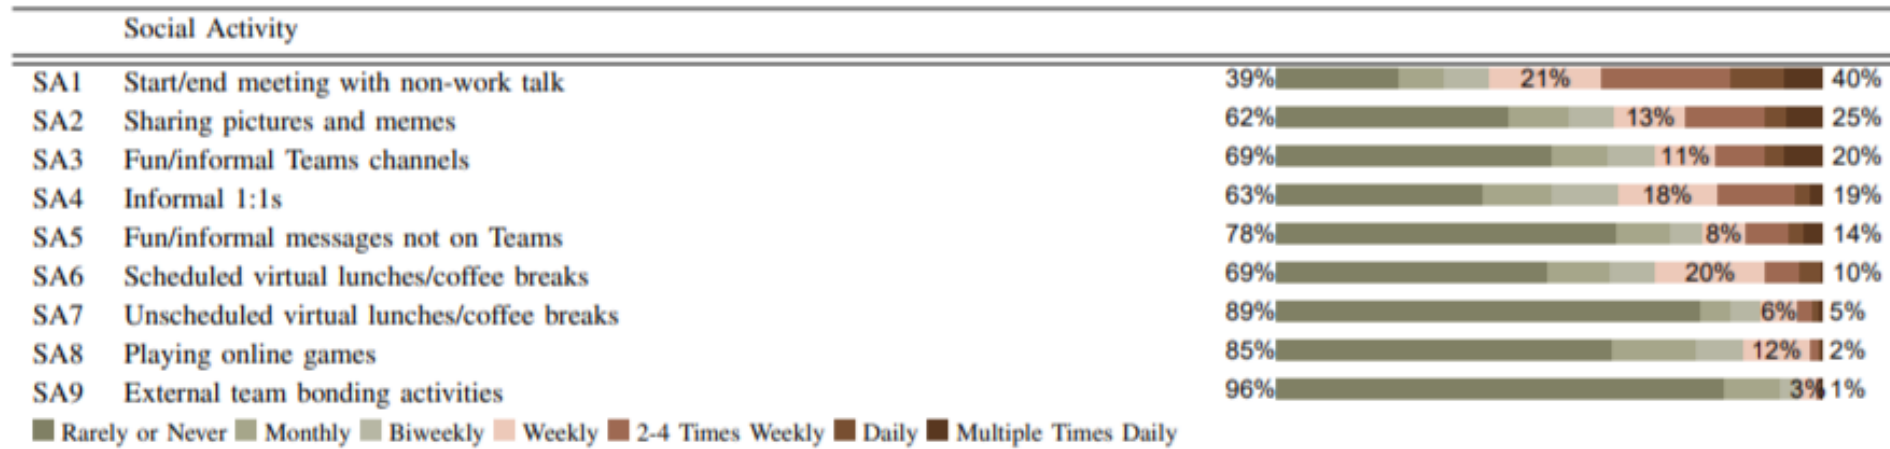 Social Activity
SA1 Start/end meeting with non-work talk 39% 21% 40%
SA2 Sharing pictures and memes 62% 13% 25%
SA3 Fun/informal Teams channels 69% 11% 20%
SA4 Informal 1:1s 63% 18% 19%
SA5 Fun/informal messages not on Teams 78% 8% 14%
SA6 Scheduled virtual lunches/coffee breaks 69% 20% 10%
SA7 Unscheduled virtual lunches/coffee breaks 89% 6% 5%
SA8 Playing online games 85% 12% 2%
SA9 External team bonding activities 96% 3% 1%
Rarely or Never Monthly Biweekly Weekly 2-4 Times Weekly Daily Multiple Times Daily